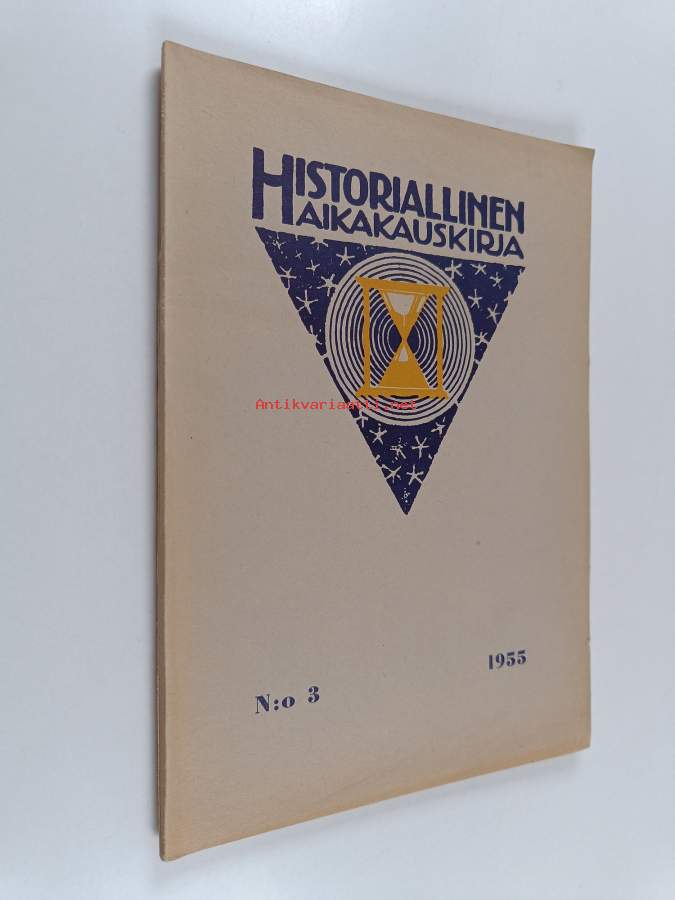 HISTORIALLINEN
AIKAKAUSKIRJA
Antikvariaatti.net
N:o 3
1955